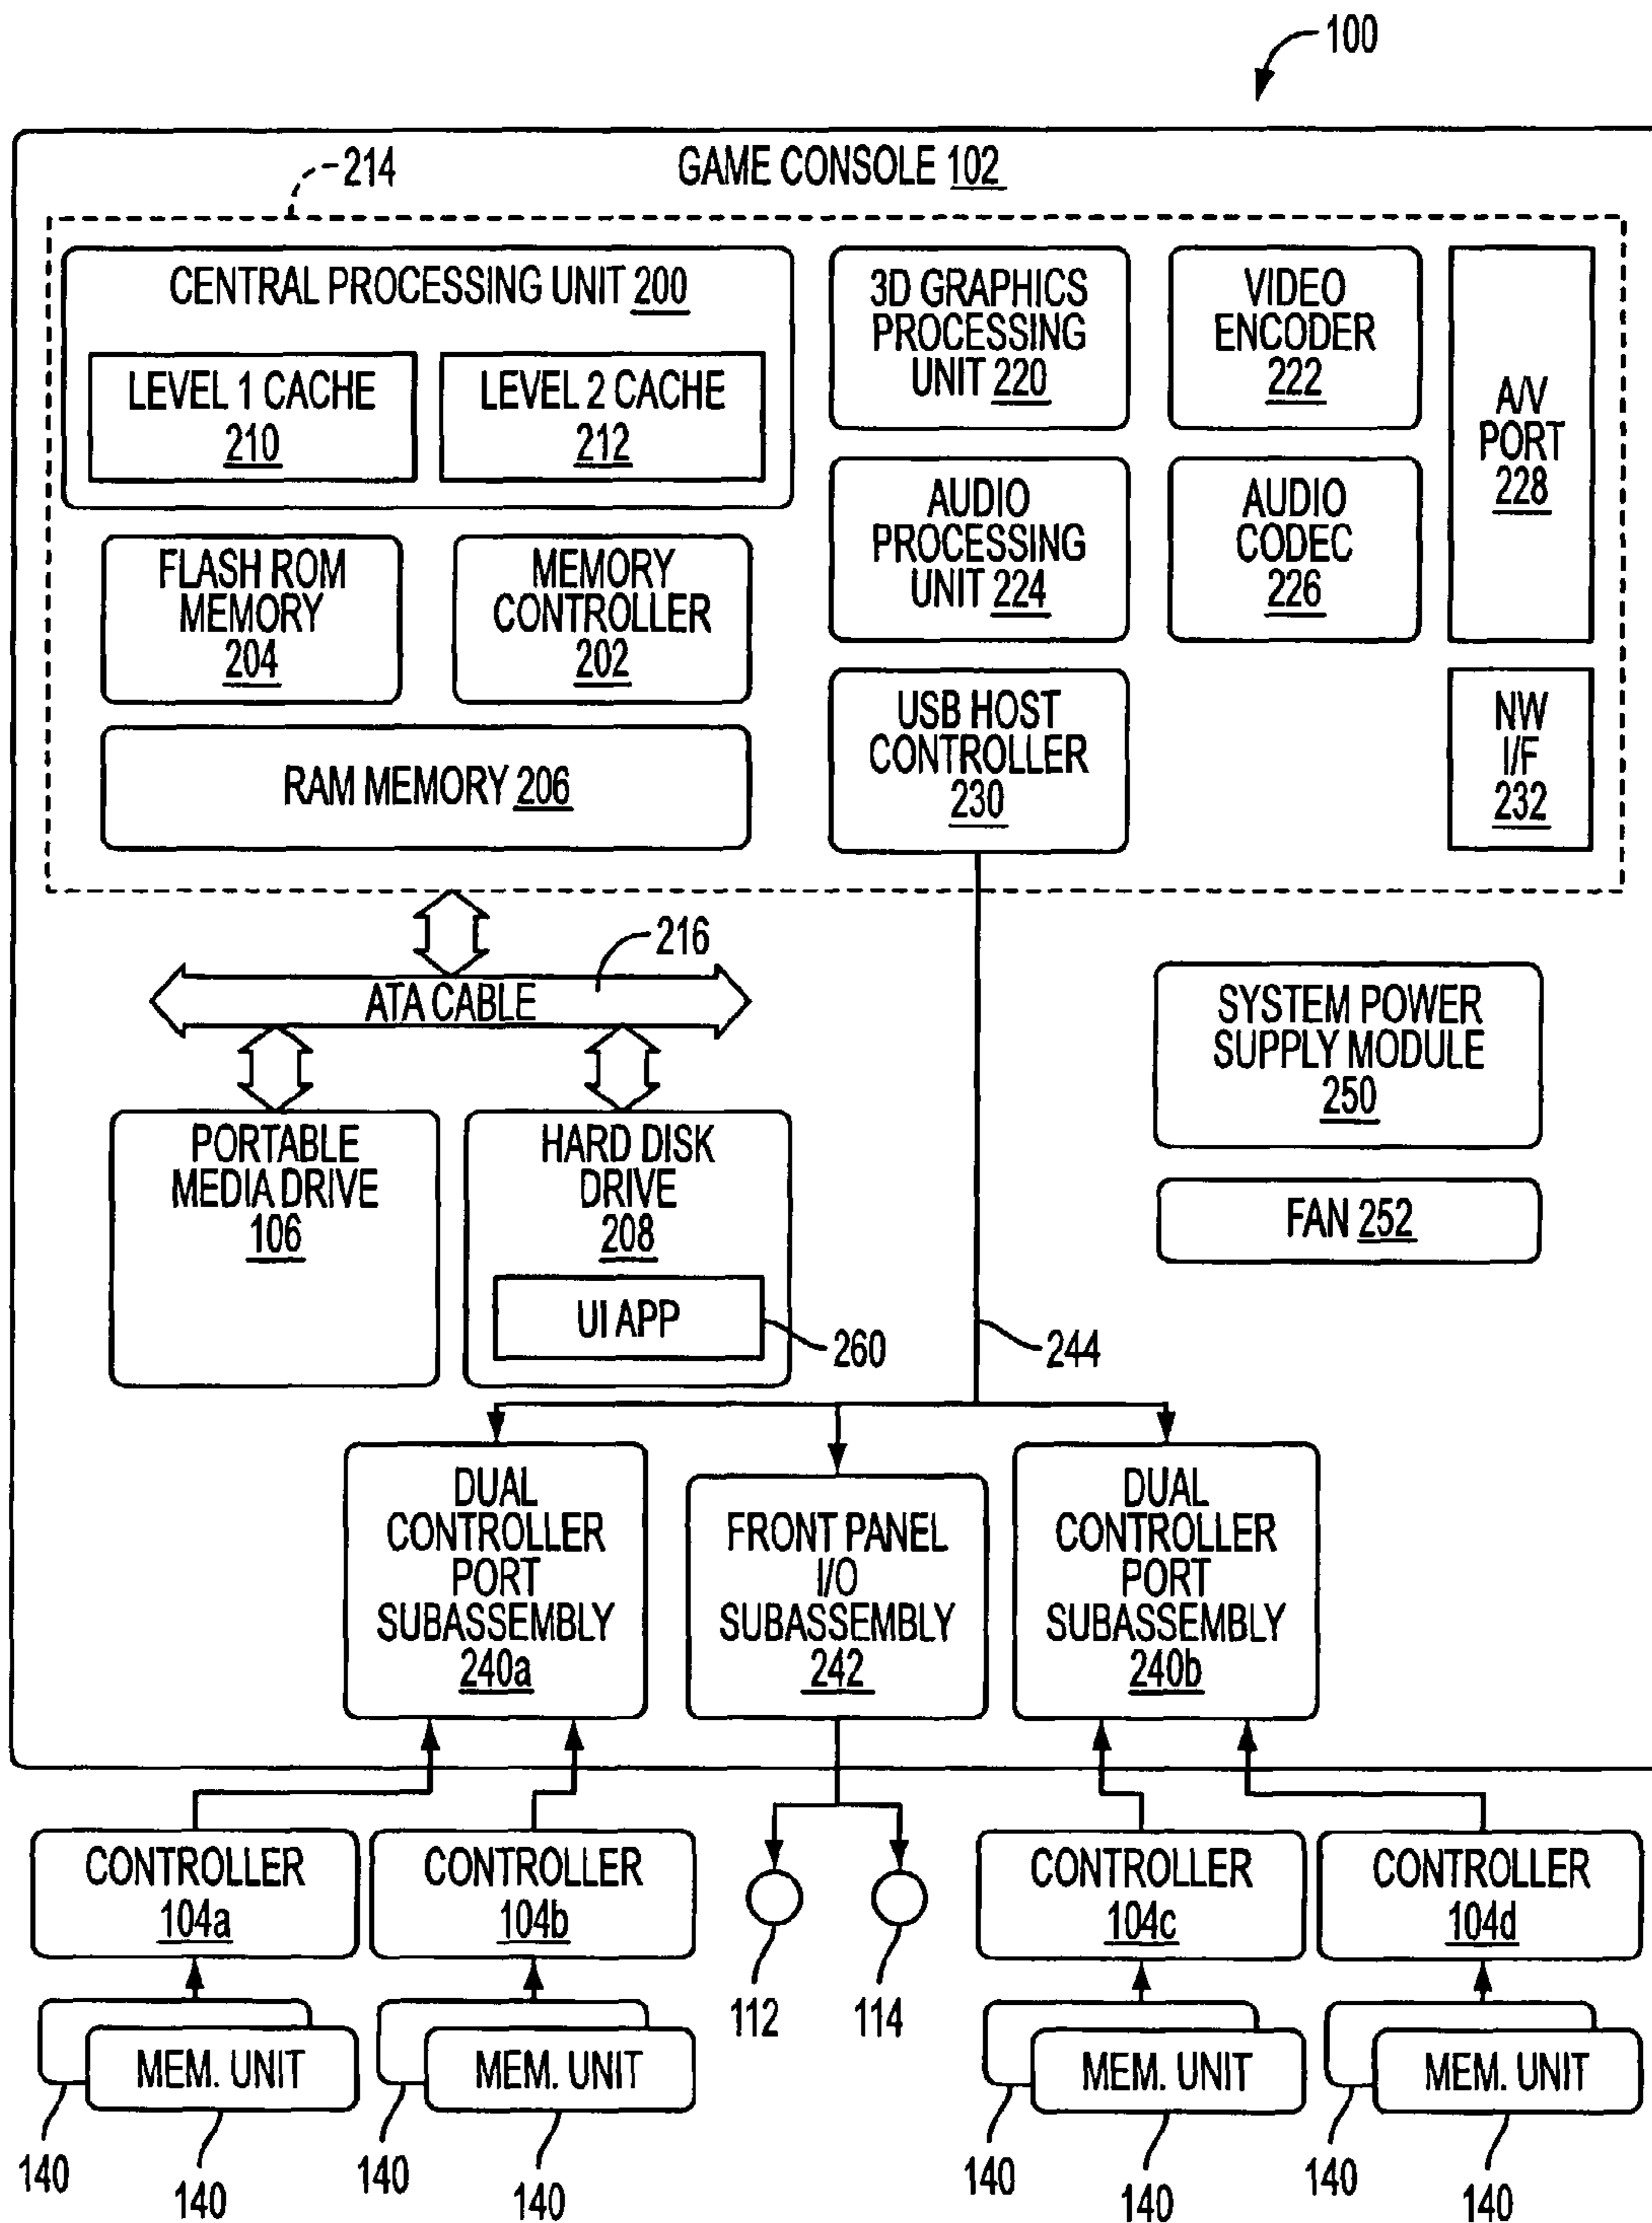 100
GAME CONSOLE 102
214
CENTRAL PROCESSING UNIT 200
LEVEL 1 CACHE
210
LEVEL 2 CACHE
212
3D GRAPHICS
PROCESSING
UNIT 220
VIDEO
ENCODER
222
A/V
PORT
228
AUDIO
PROCESSING
UNIT 224
AUDIO
CODEC
226
FLASH ROM
MEMORY
204
MEMORY
CONTROLLER
202
USB HOST
CONTROLLER
230
NW
I/F
232
RAM MEMORY 206
216
ATA CABLE
SYSTEM POWER
SUPPLY MODULE
250
PORTABLE
MEDIA DRIVE
106
HARD DISK
DRIVE
208
UI APP
260
FAN 252
244
DUAL
CONTROLLER
PORT
SUBASSEMBLY
240a
FRONT PANEL
I/O
SUBASSEMBLY
242
DUAL
CONTROLLER
PORT
SUBASSEMBLY
240b
CONTROLLER
104a
CONTROLLER
104b
112
114
CONTROLLER
104c
CONTROLLER
104d
MEM. UNIT
MEM. UNIT
MEM. UNIT
MEM. UNIT
140
140
140
140
140
140
140
140